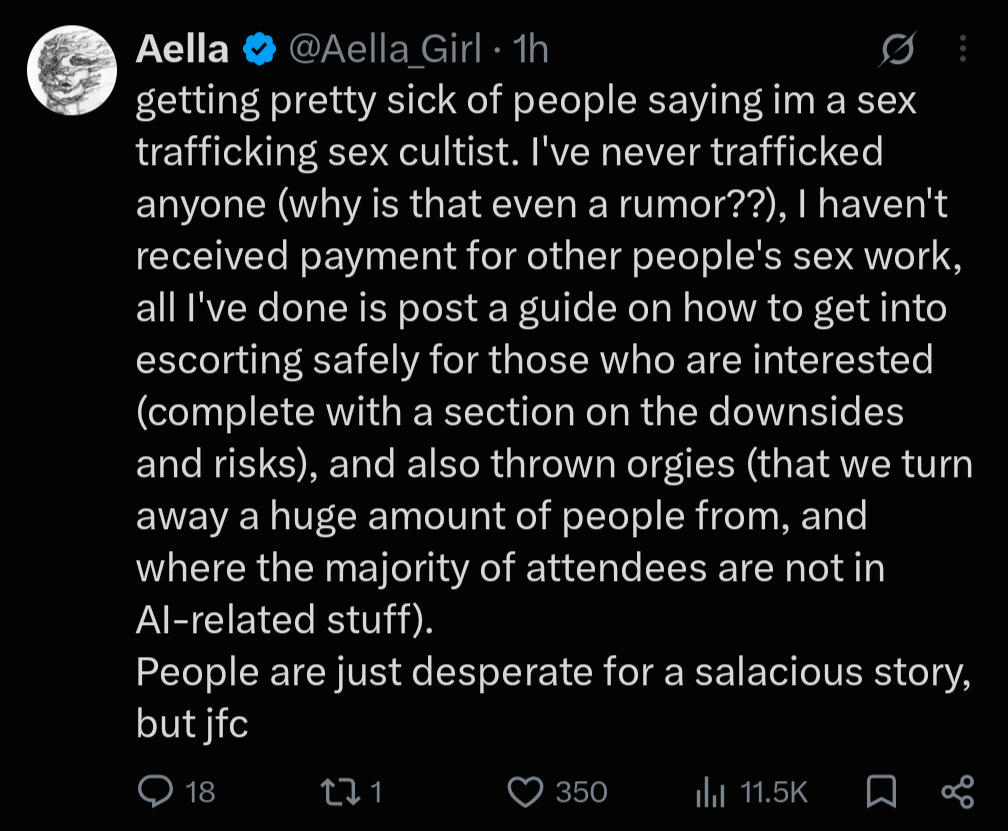 Aella @Aella_Girl · 1h
getting pretty sick of people saying im a sex
trafficking sex cultist. I've never trafficked
anyone (why is that even a rumor??), I haven't
received payment for other people's sex work,
all I've done is post a guide on how to get into
escorting safely for those who are interested
(complete with a section on the downsides
and risks), and also thrown orgies (that we turn
away a huge amount of people from, and
where the majority of attendees are not in
AI-related stuff).
People are just desperate for a salacious story,
but jfc
18 1 350 11.5K